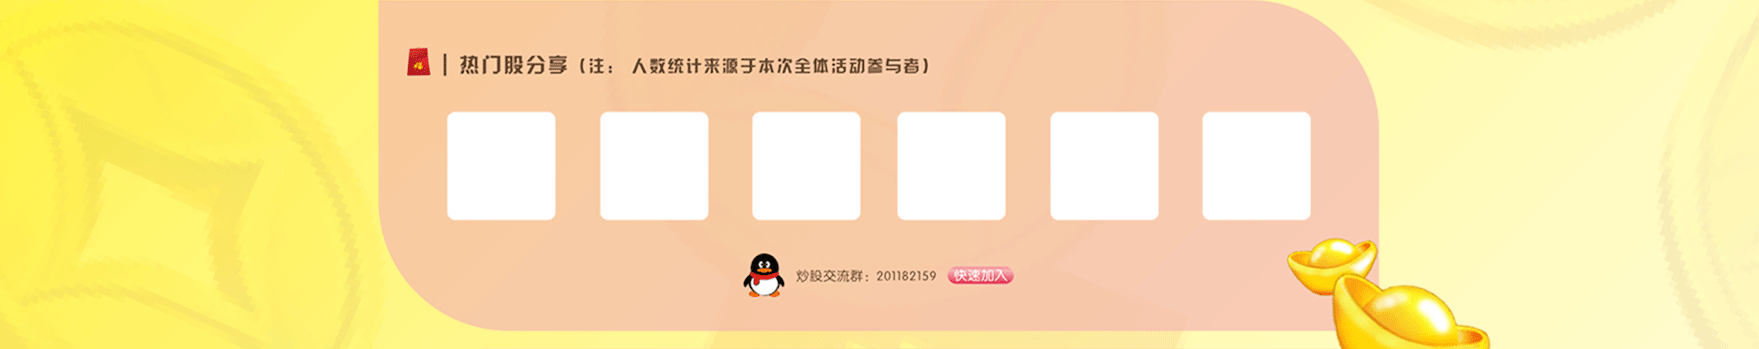 热门股分享（注： 人数统计来源于本次全体活动参与者）
炒股交流群：201182159 快速加入